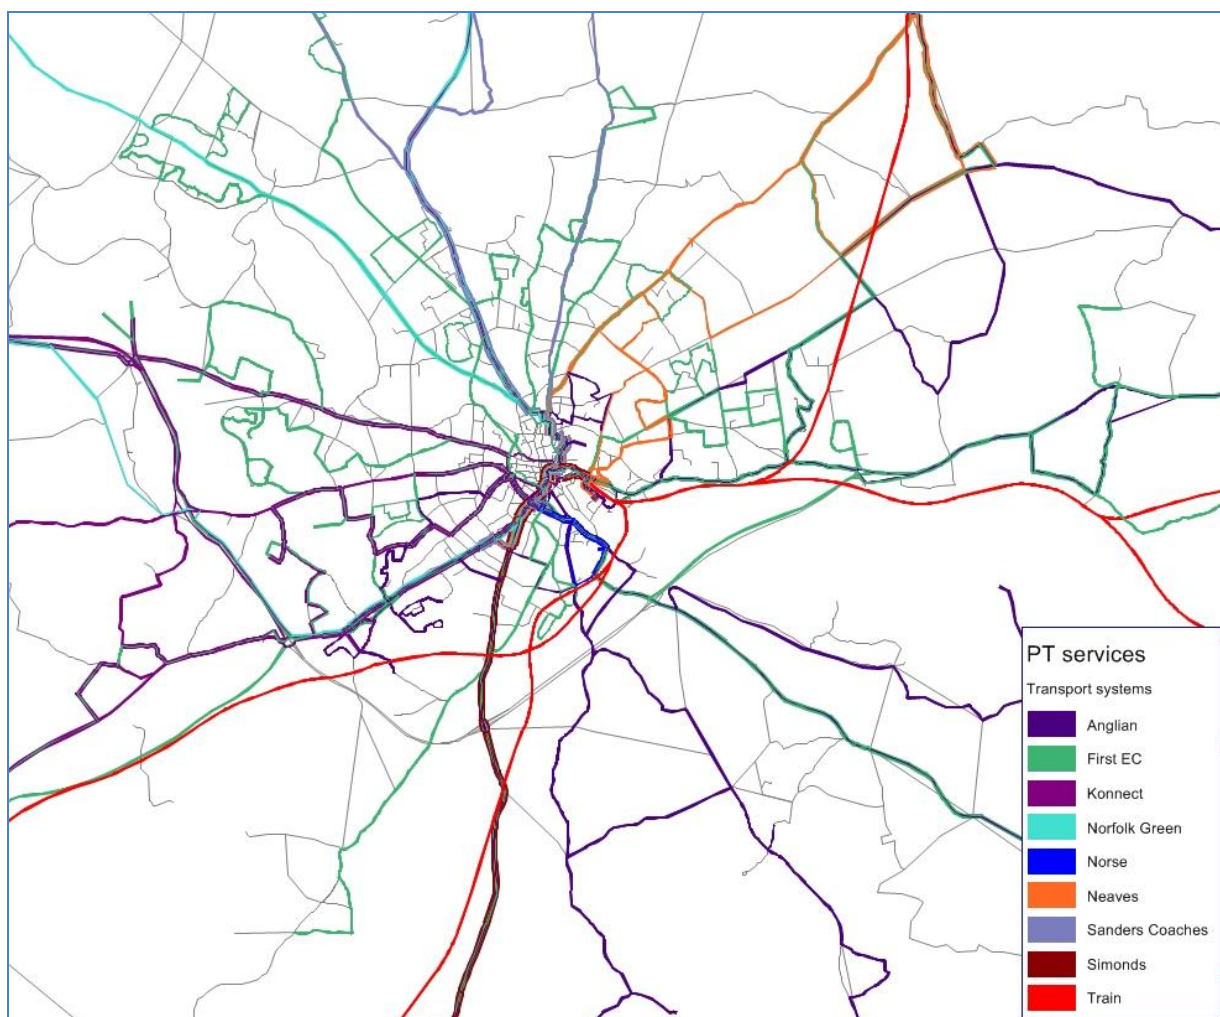 PT services
Transport systems
Anglian
First EC
Konnect
Norfolk Green
Norse
Neaves
Sanders Coaches
Simonds
Train